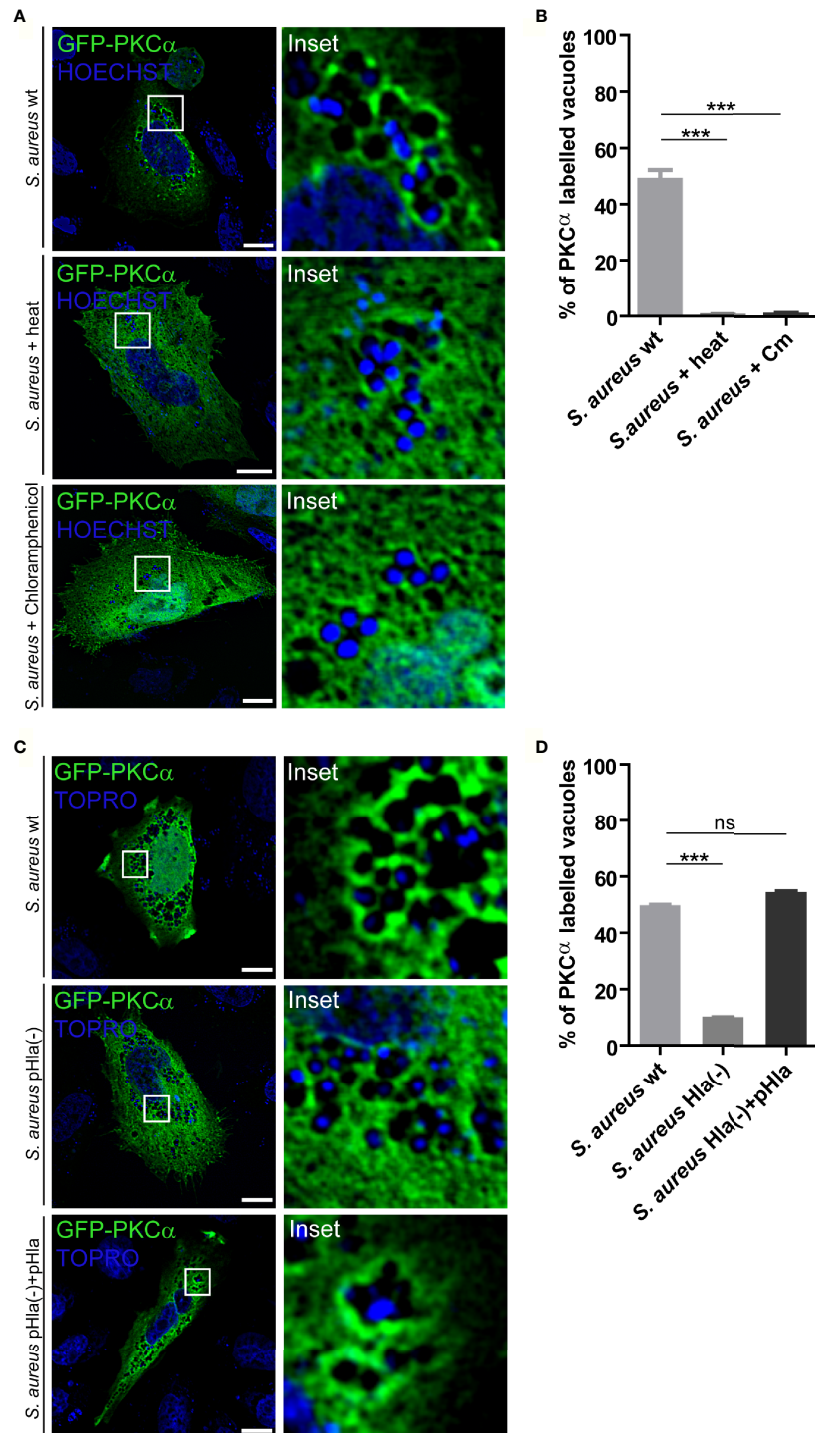 A
GFP-PKCα
HOECHST
Inset
S. aureus wt
GFP-PKCα
HOECHST
Inset
S. aureus + heat
GFP-PKCα
HOECHST
Inset
S. aureus + Chloramphenicol
B
% of PKCα labelled vacuoles
100
80
60
40
20
0
***
***
S. aureus wt
S.aureus + heat
S. aureus + Cm
C
GFP-PKCα
TOPRO
Inset
S. aureus wt
GFP-PKCα
TOPRO
Inset
S. aureus pHla(-)
GFP-PKCα
TOPRO
Inset
S. aureus pHla(-)+pHla
D
% of PKCα labelled vacuoles
100
80
60
40
20
0
ns
***
S. aureus wt
S. aureus Hla(-)
S. aureus Hla(-)+pHla